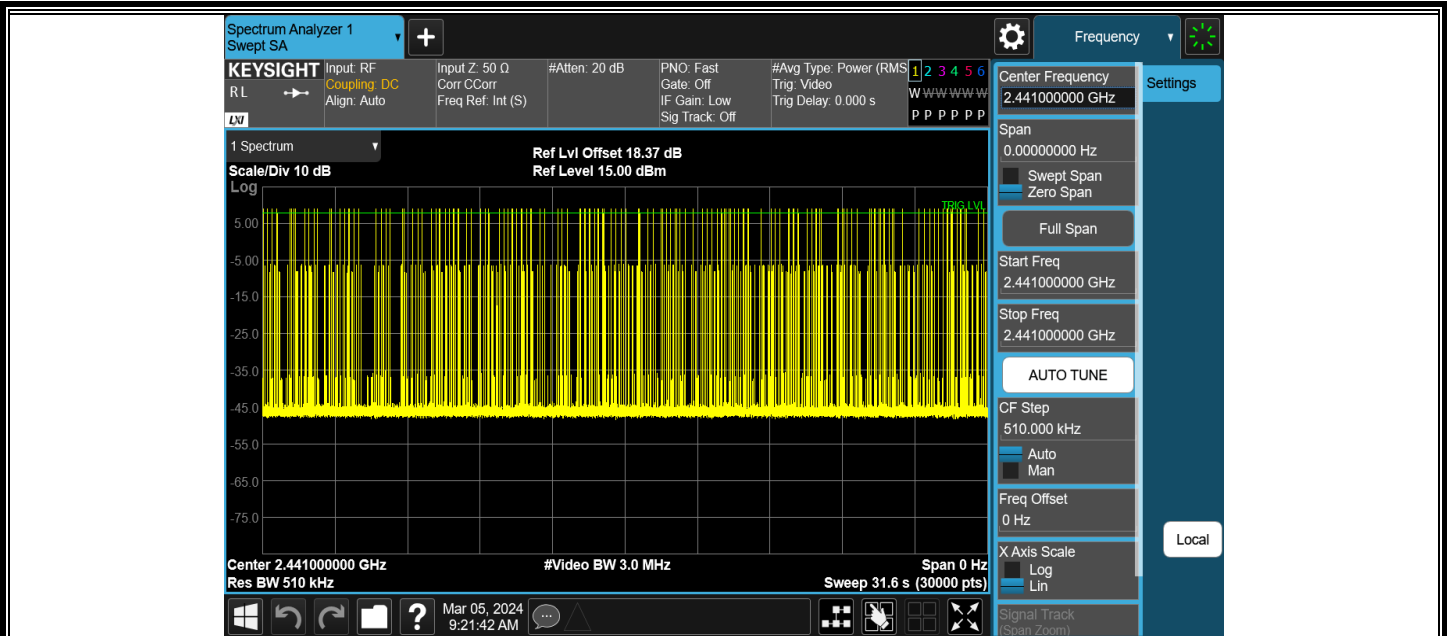 Spectrum Analyzer 1
Swept SA
Frequency
KEYSIGHT
R L
LXI
Input: RF
Coupling: DC
Align: Auto
Input Z: 50 Ω
Corr CCorr
Freq Ref: Int (S)
#Atten: 20 dB
PNO: Fast
Gate: Off
IF Gain: Low
Sig Track: Off
#Avg Type: Power (RMS
Trig: Video
Trig Delay: 0.000 s
1 2 3 4 5 6
W W W W W W
P P P P P P
1 Spectrum
Scale/Div 10 dB
Ref Lvl Offset 18.37 dB
Ref Level 15.00 dBm
Log
TRIG LVL
5.00
-5.00
-15.0
-25.0
-35.0
-45.0
-55.0
-65.0
-75.0
Center 2.441000000 GHz
#Video BW 3.0 MHz
Span 0 Hz
Res BW 510 kHz
Sweep 31.6 s (30000 pts)
Mar 05, 2024
9:21:42 AM
Center Frequency
2.441000000 GHz
Settings
Span
0.00000000 Hz
Swept Span
Zero Span
Full Span
Start Freq
2.441000000 GHz
Stop Freq
2.441000000 GHz
AUTO TUNE
CF Step
510.000 kHz
Auto
Man
Freq Offset
0 Hz
X Axis Scale
Log
Lin
Local
Signal Track
(Span Zoom)